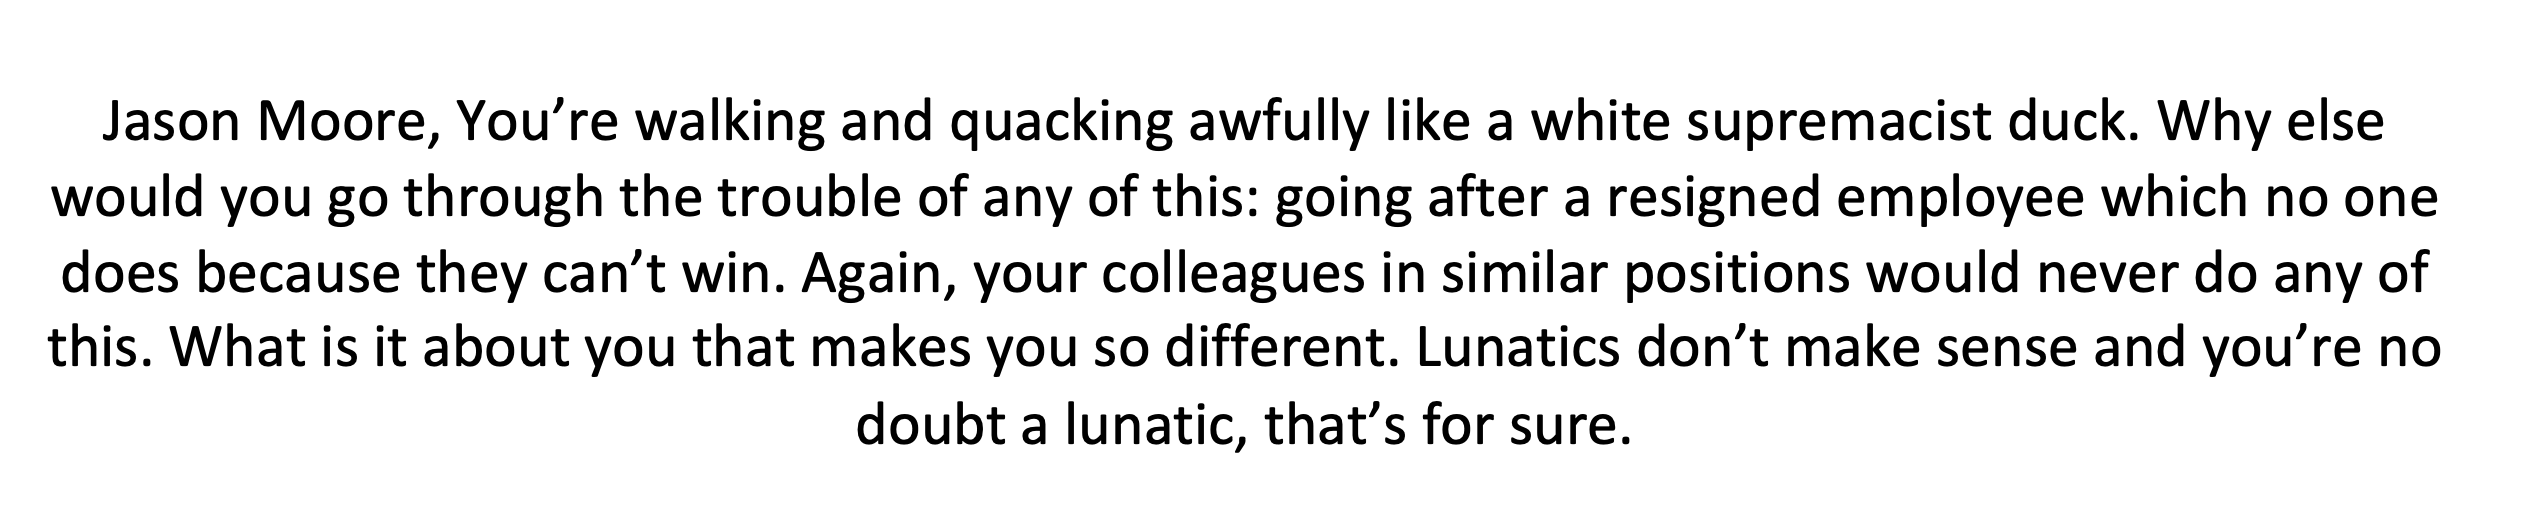 Jason Moore, You’re walking and quacking awfully like a white supremacist duck. Why else
would you go through the trouble of any of this: going after a resigned employee which no one
does because they can’t win. Again, your colleagues in similar positions would never do any of
this. What is it about you that makes you so different. Lunatics don’t make sense and you’re no
doubt a lunatic, that’s for sure.